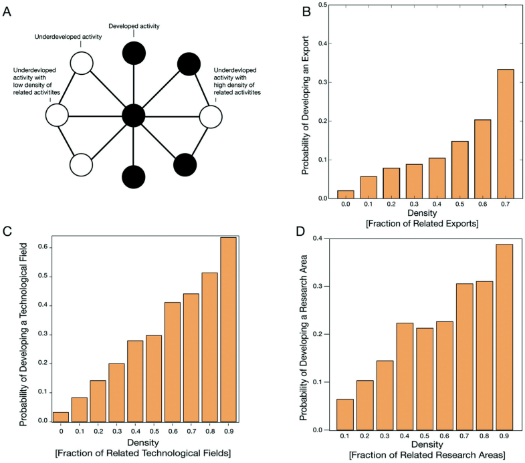 A
Developed activity
Underdeveloped activity
Underdevloped
activity with
low density of
related activitites
Underdeveloped
activity with
high density of
related activitites
B
Probability of Developing an Export
0.5
0.4
0.3
0.2
0.1
0.0
0.0 0.1 0.2 0.3 0.4 0.5 0.6 0.7
Density
[Fraction of Related Exports]
C
Probability of Developing a Technological Field
0.6
0.5
0.4
0.3
0.2
0.1
0.0
0 0.1 0.2 0.3 0.4 0.5 0.6 0.7 0.8 0.9
Density
[Fraction of Related Technological Fields]
D
Probability of Developing a Research Area
0.4
0.3
0.2
0.1
0.0
0.1 0.2 0.3 0.4 0.5 0.6 0.7 0.8 0.9
Density
[Fraction of Related Research Areas]